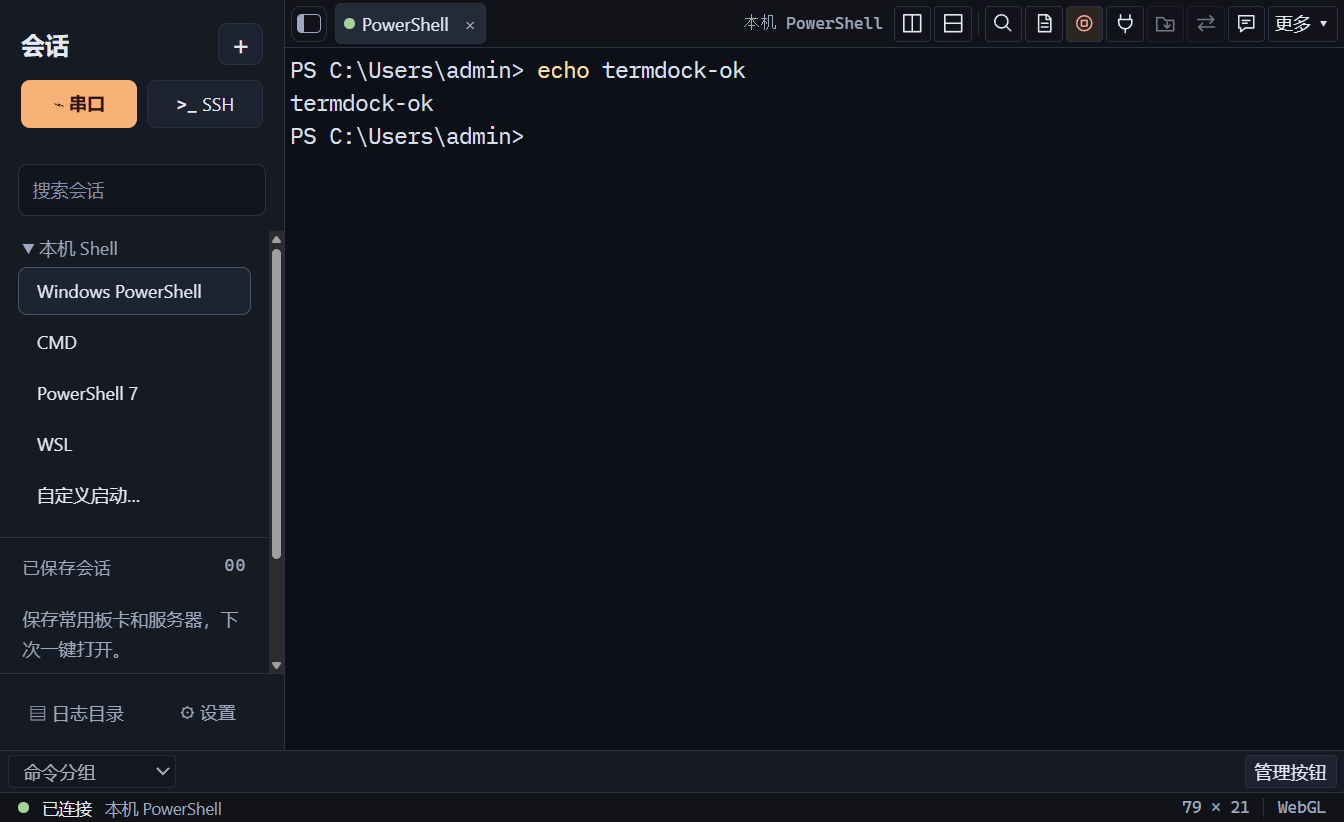 会话
+
串口
>_ SSH
搜索会话
▼ 本机 Shell
Windows PowerShell
CMD
PowerShell 7
WSL
自定义启动...
已保存会话 00
保存常用板卡和服务器，下
次一键打开。
日志目录
设置
PowerShell ×
本机 PowerShell
更多 ▼
PS C:\Users\admin> echo termdock-ok
termdock-ok
PS C:\Users\admin>
命令分组
管理按钮
已连接 本机 PowerShell
79 × 21
WebGL